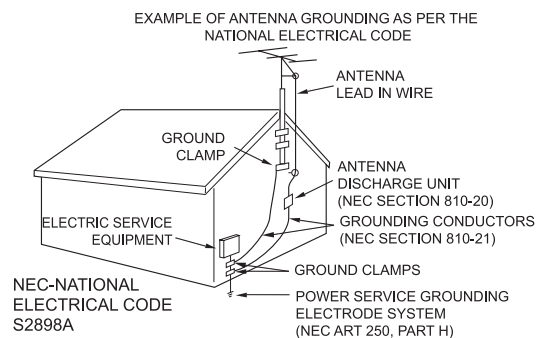 EXAMPLE OF ANTENNA GROUNDING AS PER THE
NATIONAL ELECTRICAL CODE
ANTENNA
LEAD IN WIRE
GROUND
CLAMP
ANTENNA
DISCHARGE UNIT
(NEC SECTION 810-20)
ELECTRIC SERVICE
EQUIPMENT
GROUNDING CONDUCTORS
(NEC SECTION 810-21)
GROUND CLAMPS
NEC-NATIONAL
ELECTRICAL CODE
S2898A
POWER SERVICE GROUNDING
ELECTRODE SYSTEM
(NEC ART 250, PART H)